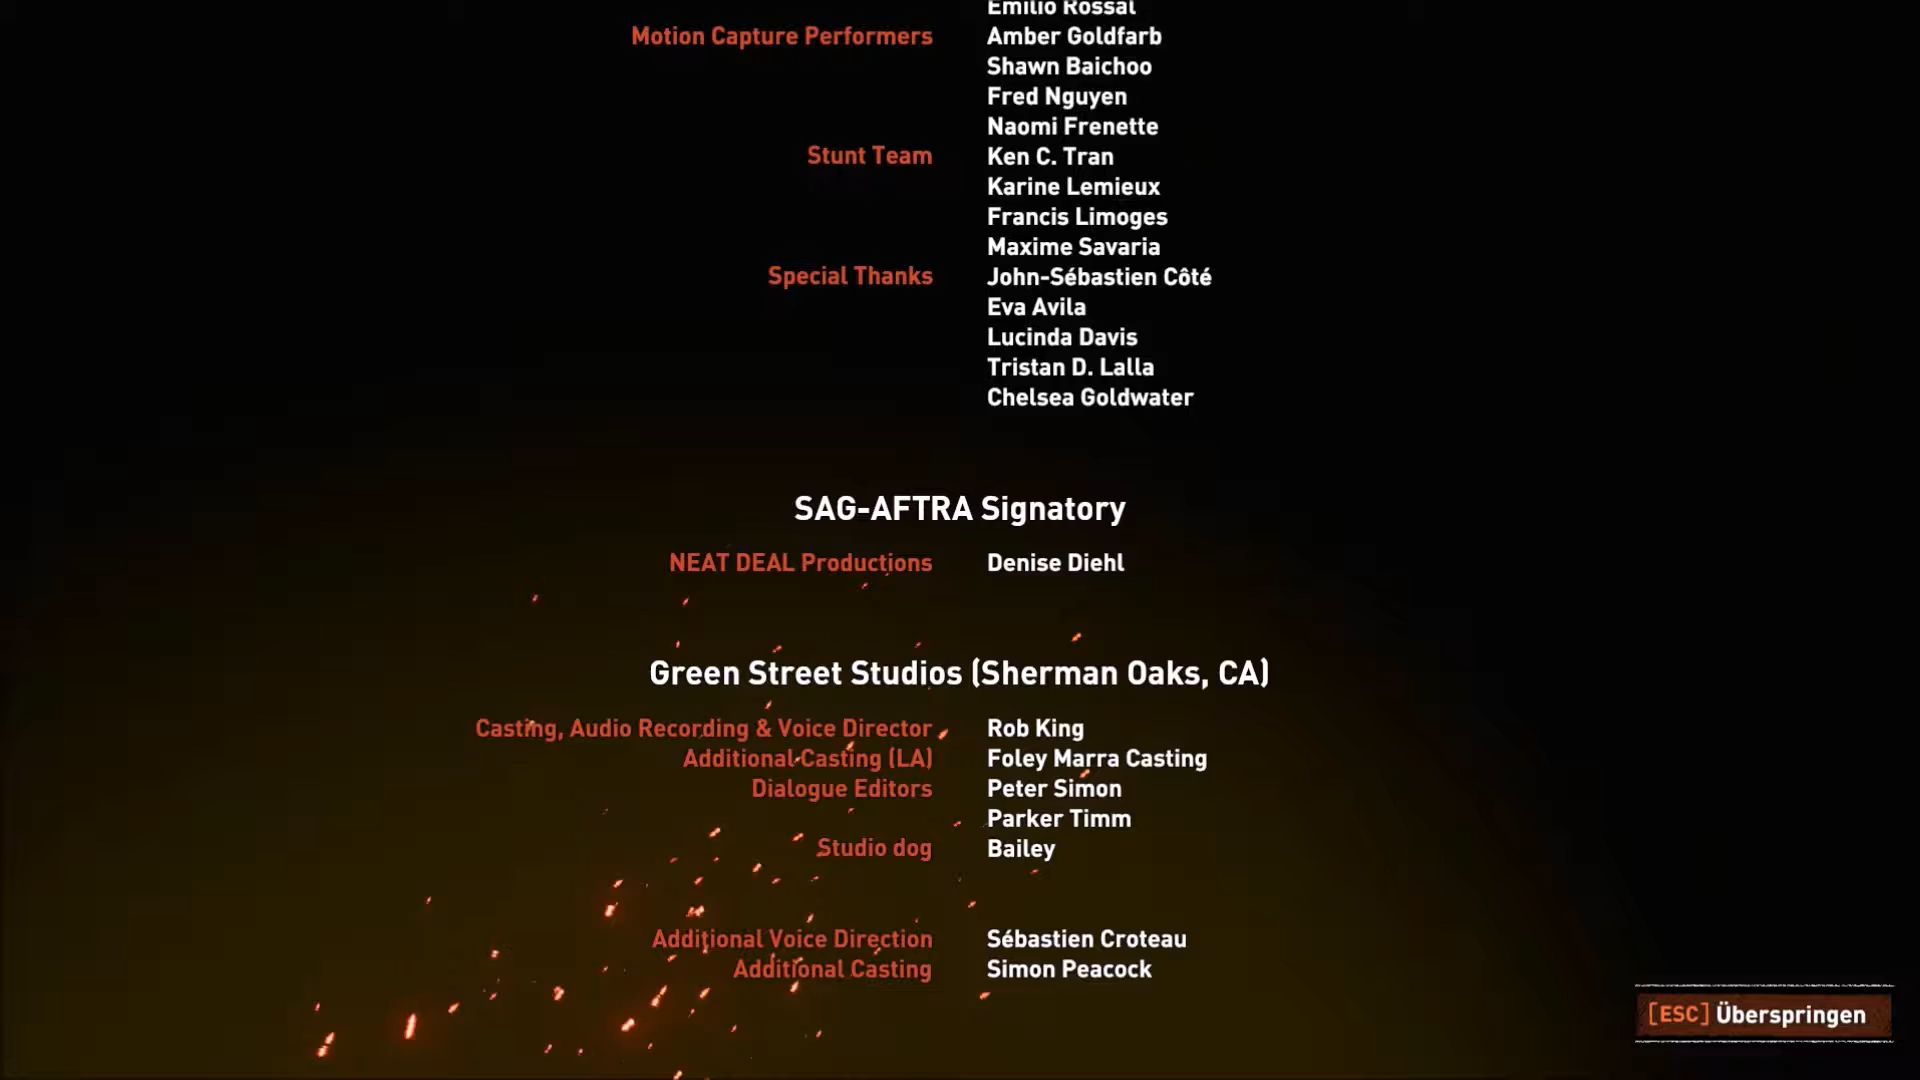 Emilio Rossal
Motion Capture Performers Amber Goldfarb
Shawn Baichoo
Fred Nguyen
Naomi Frenette
Stunt Team Ken C. Tran
Karine Lemieux
Francis Limoges
Maxime Savaria
Special Thanks John-Sébastien Côté
Eva Avila
Lucinda Davis
Tristan D. Lalla
Chelsea Goldwater
SAG-AFTRA Signatory
NEAT DEAL Productions Denise Diehl
Green Street Studios (Sherman Oaks, CA)
Casting, Audio Recording & Voice Director Rob King
Additional Casting (LA) Foley Marra Casting
Dialogue Editors Peter Simon
Parker Timm
Studio dog Bailey
Additional Voice Direction Sébastien Croteau
Additional Casting Simon Peacock
[ESC] Überspringen